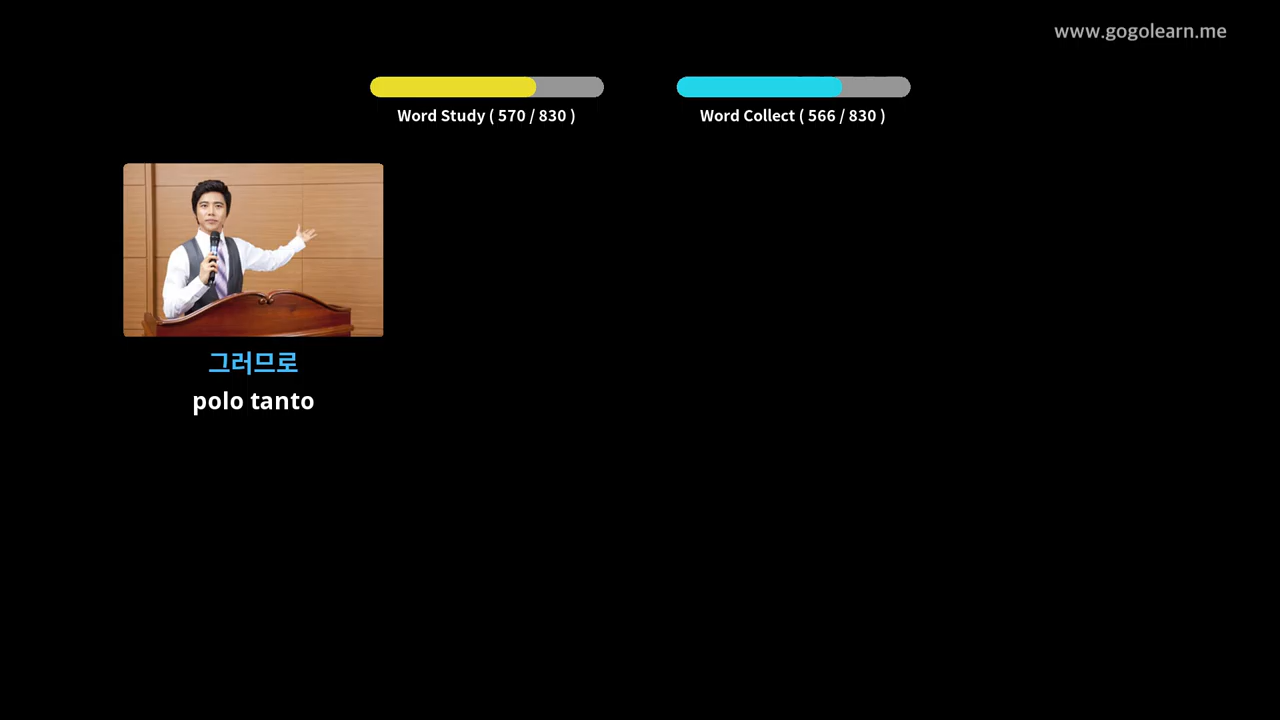 www.gogolearn.me
Word Study ( 570 / 830 )
Word Collect ( 566 / 830 )
그러므로
polo tanto